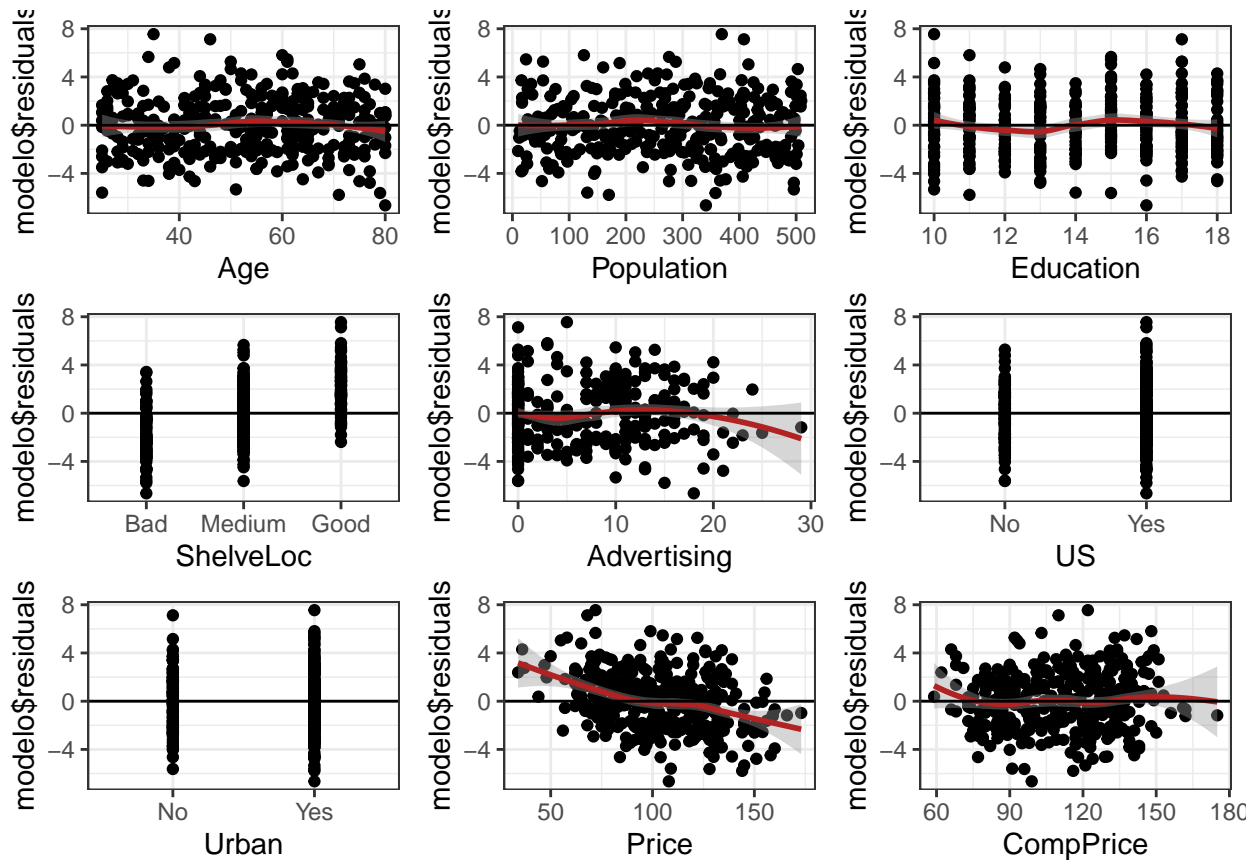 modelo$residuals
8
4
0
−4
40 60 80
Age
modelo$residuals
8
4
0
−4
0 100 200 300 400 500
Population
modelo$residuals
8
4
0
−4
10 12 14 16 18
Education
modelo$residuals
8
4
0
−4
Bad Medium Good
ShelveLoc
modelo$residuals
8
4
0
−4
0 10 20 30
Advertising
modelo$residuals
8
4
0
−4
No Yes
US
modelo$residuals
8
4
0
−4
No Yes
Urban
modelo$residuals
8
4
0
−4
50 100 150
Price
modelo$residuals
8
4
0
−4
60 90 120 150 180
CompPrice